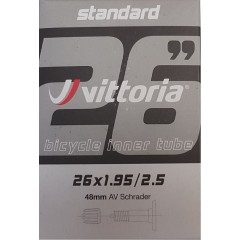 standard
26”
vittoria
bicycle inner tube
26x1.95/2.5
48mm AV Schrader